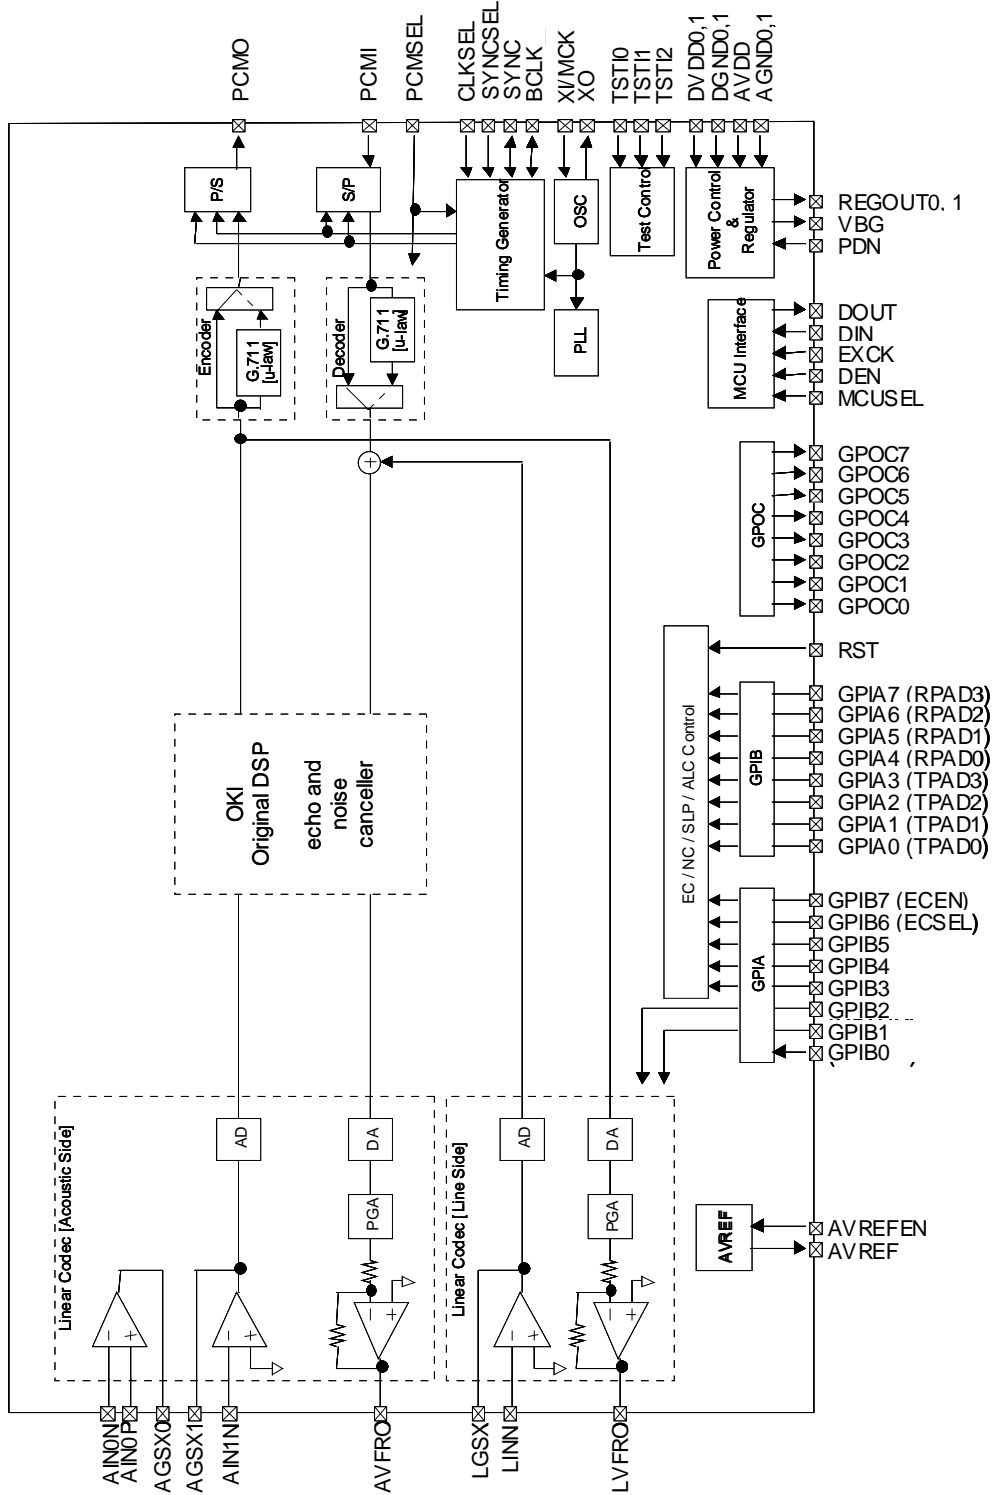 PCMO
PCMI
PCMSEL
CLKSEL
SYNCSEL
SYNC
BCLK
XI/MCK
XO
TSTI0
TSTI1
TSTI2
DVDD0,1
DGND0,1
AVDD
AGND0,1
P/S
S/P
Timing Generator
OSC
PLL
Test Control
Power Control
&
Regulator
REGOUT0, 1
VBG
PDN
Encoder
G.711
[u-law]
Decoder
G.711
[u-law]
MCU Interface
DOUT
DIN
EXCK
DEN
MCUSEL
+
GPOC
GPOC7
GPOC6
GPOC5
GPOC4
GPOC3
GPOC2
GPOC1
GPOC0
RST
EC / NC / SLP / ALC Control
GPIB
GPIA7 (RPAD3)
GPIA6 (RPAD2)
GPIA5 (RPAD1)
GPIA4 (RPAD0)
GPIA3 (TPAD3)
GPIA2 (TPAD2)
GPIA1 (TPAD1)
GPIA0 (TPAD0)
OKI
Original DSP
echo and
noise
canceller
GPIA
GPIB7 (ECEN)
GPIB6 (ECSEL)
GPIB5
GPIB4
GPIB3
GPIB2
GPIB1
GPIB0
Linear Codec [Acoustic Side]
AD
DA
PGA
− +
− +
− +
Linear Codec [ Line Side]
AD
DA
PGA
− +
− +
AVREF
AVREFEN
AVREF
AIN0N
AIN0P
AGSX0
AGSX1
AIN1N
AVFRO
LGSX
LINN
LVFRO